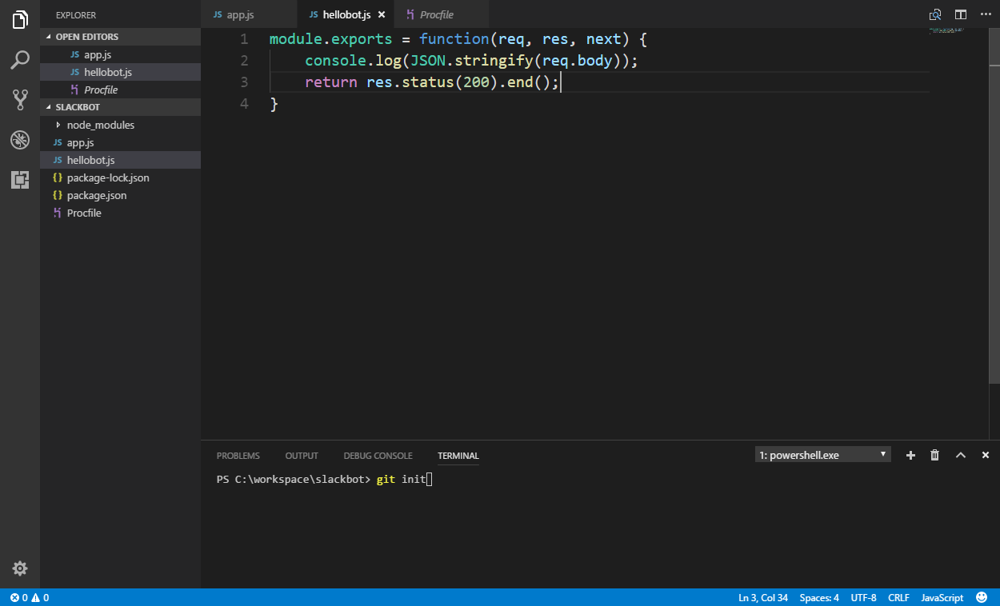 EXPLORER
OPEN EDITORS
JS app.js
JS hellobot.js
Procfile
SLACKBOT
node_modules
JS app.js
JS hellobot.js
{} package-lock.json
{} package.json
Procfile
JS app.js JS hellobot.js × Procfile
1 module.exports = function(req, res, next) {
2 console.log(JSON.stringify(req.body));
3 return res.status(200).end();
4 }
PROBLEMS OUTPUT DEBUG CONSOLE TERMINAL 1: powershell.exe
PS C:\workspace\slackbot> git init
0 0 Ln 3, Col 34 Spaces: 4 UTF-8 CRLF JavaScript